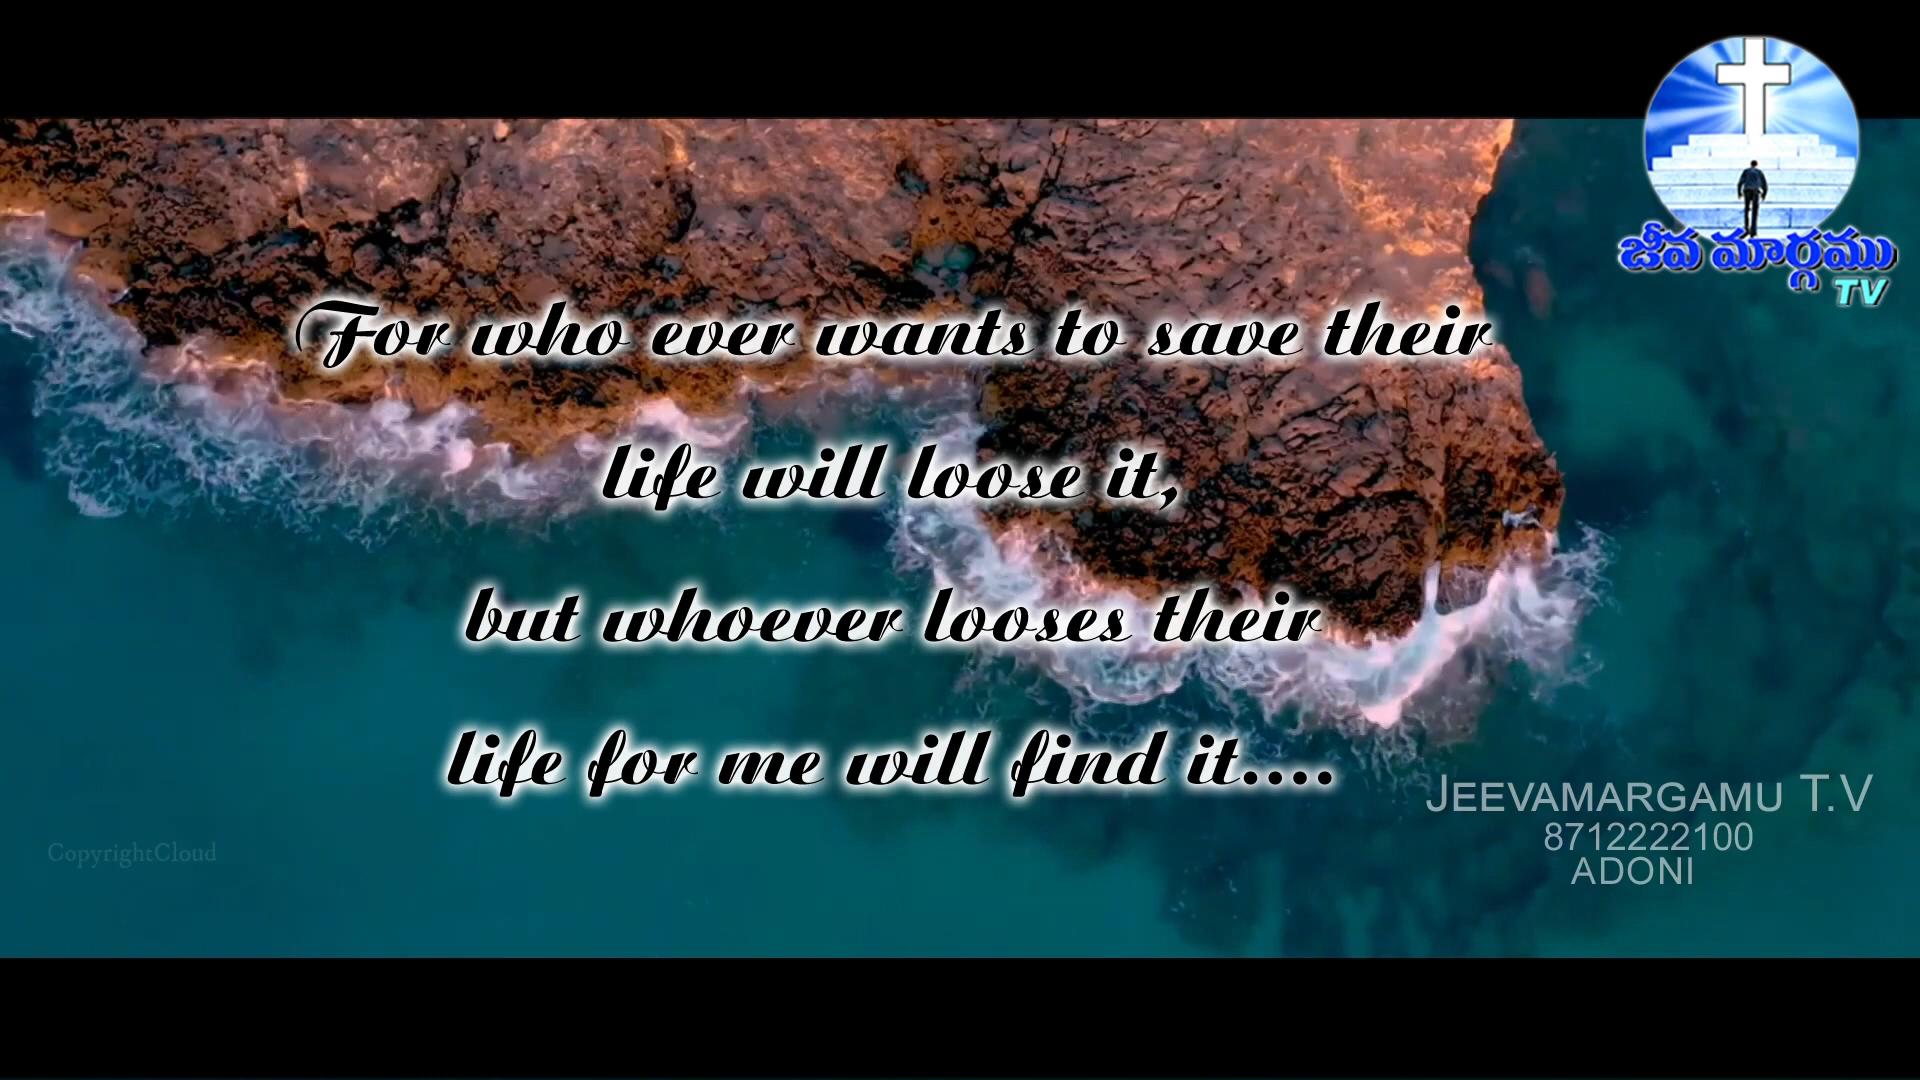 జీవ మార్గము
TV
For who ever wants to save their
life will loose it,
but whoever looses their
life for me will find it....
JEEVAMARGAMU T.V
8712222100
ADONI
CopyrightCloud